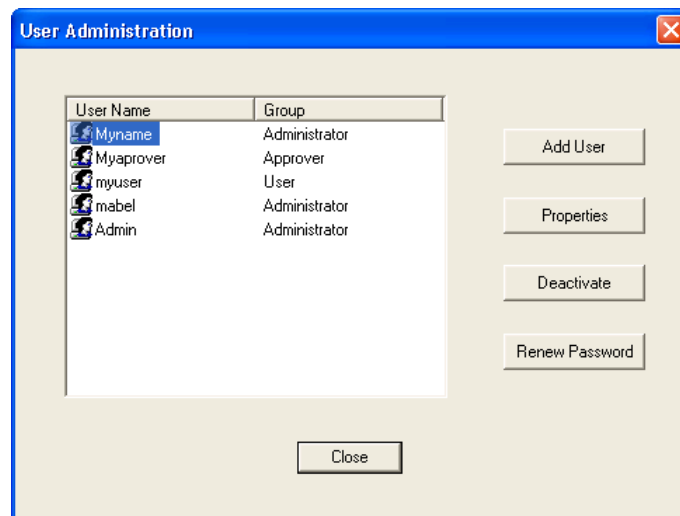 User Administration
User Name Group
Myname Administrator
Myaprover Approver
myuser User
mabel Administrator
Admin Administrator
Add User
Properties
Deactivate
Renew Password
Close